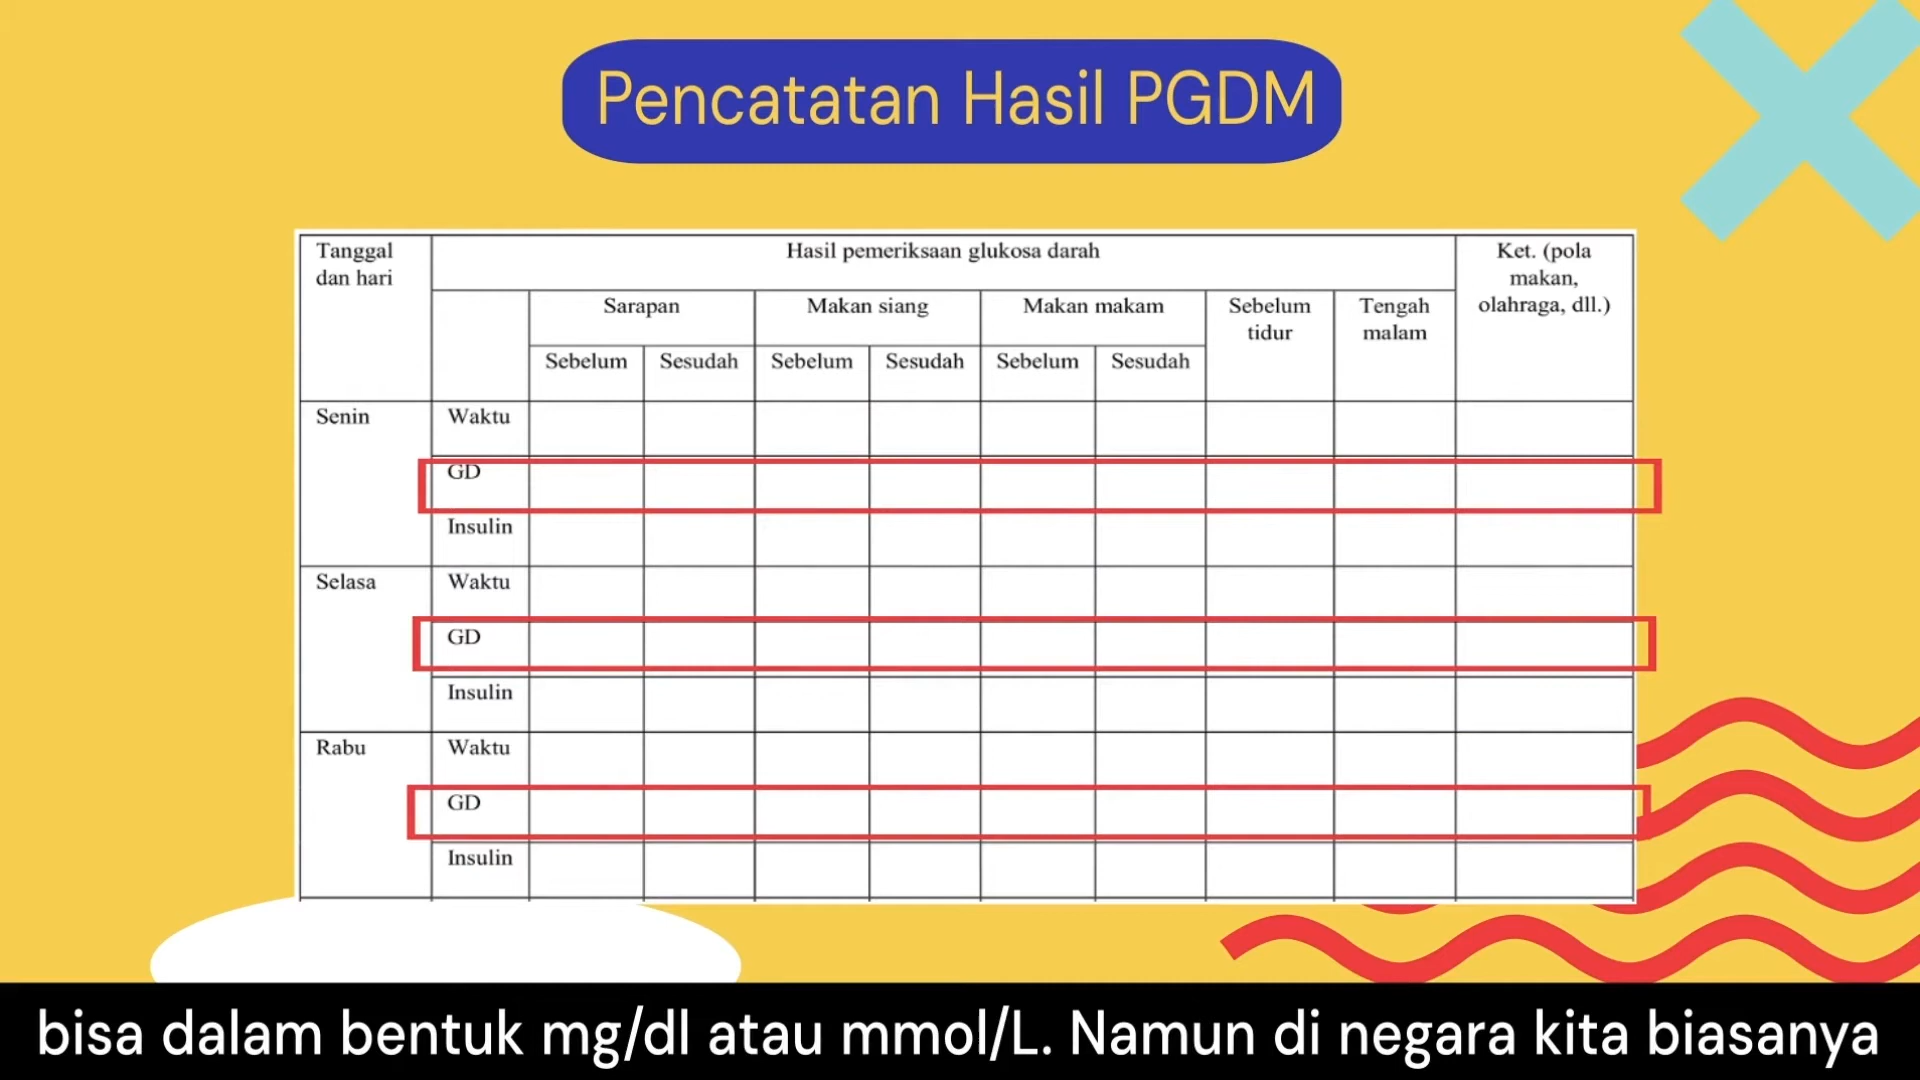 Pencatatan Hasil PGDM
Tanggal dan hari
Hasil pemeriksaan glukosa darah
Ket. (pola makan, olahraga, dll.)
Sarapan
Makan siang
Makan makam
Sebelum tidur
Tengah malam
Sebelum
Sesudah
Sebelum
Sesudah
Sebelum
Sesudah
Senin
Waktu
GD
Insulin
Selasa
Waktu
GD
Insulin
Rabu
Waktu
GD
Insulin
bisa dalam bentuk mg/dl atau mmol/L. Namun di negara kita biasanya